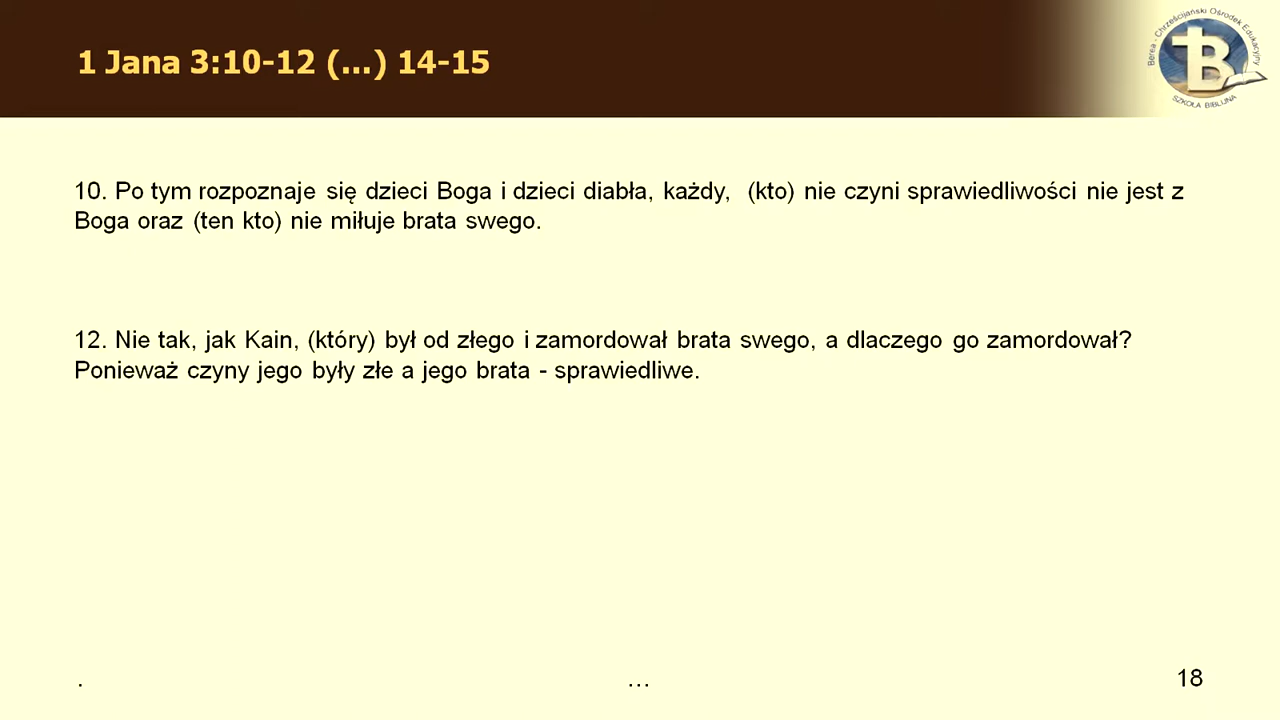 1 Jana 3:10-12 (...) 14-15
Berea - Chrześcijański Ośrodek Edukacyjny
B
SZKOŁA BIBLIJNA
10. Po tym rozpoznaje się dzieci Boga i dzieci diabła, każdy, (kto) nie czyni sprawiedliwości nie jest z
Boga oraz (ten kto) nie miłuje brata swego.
12. Nie tak, jak Kain, (który) był od złego i zamordował brata swego, a dlaczego go zamordował?
Ponieważ czyny jego były złe a jego brata - sprawiedliwe.
. ... 18